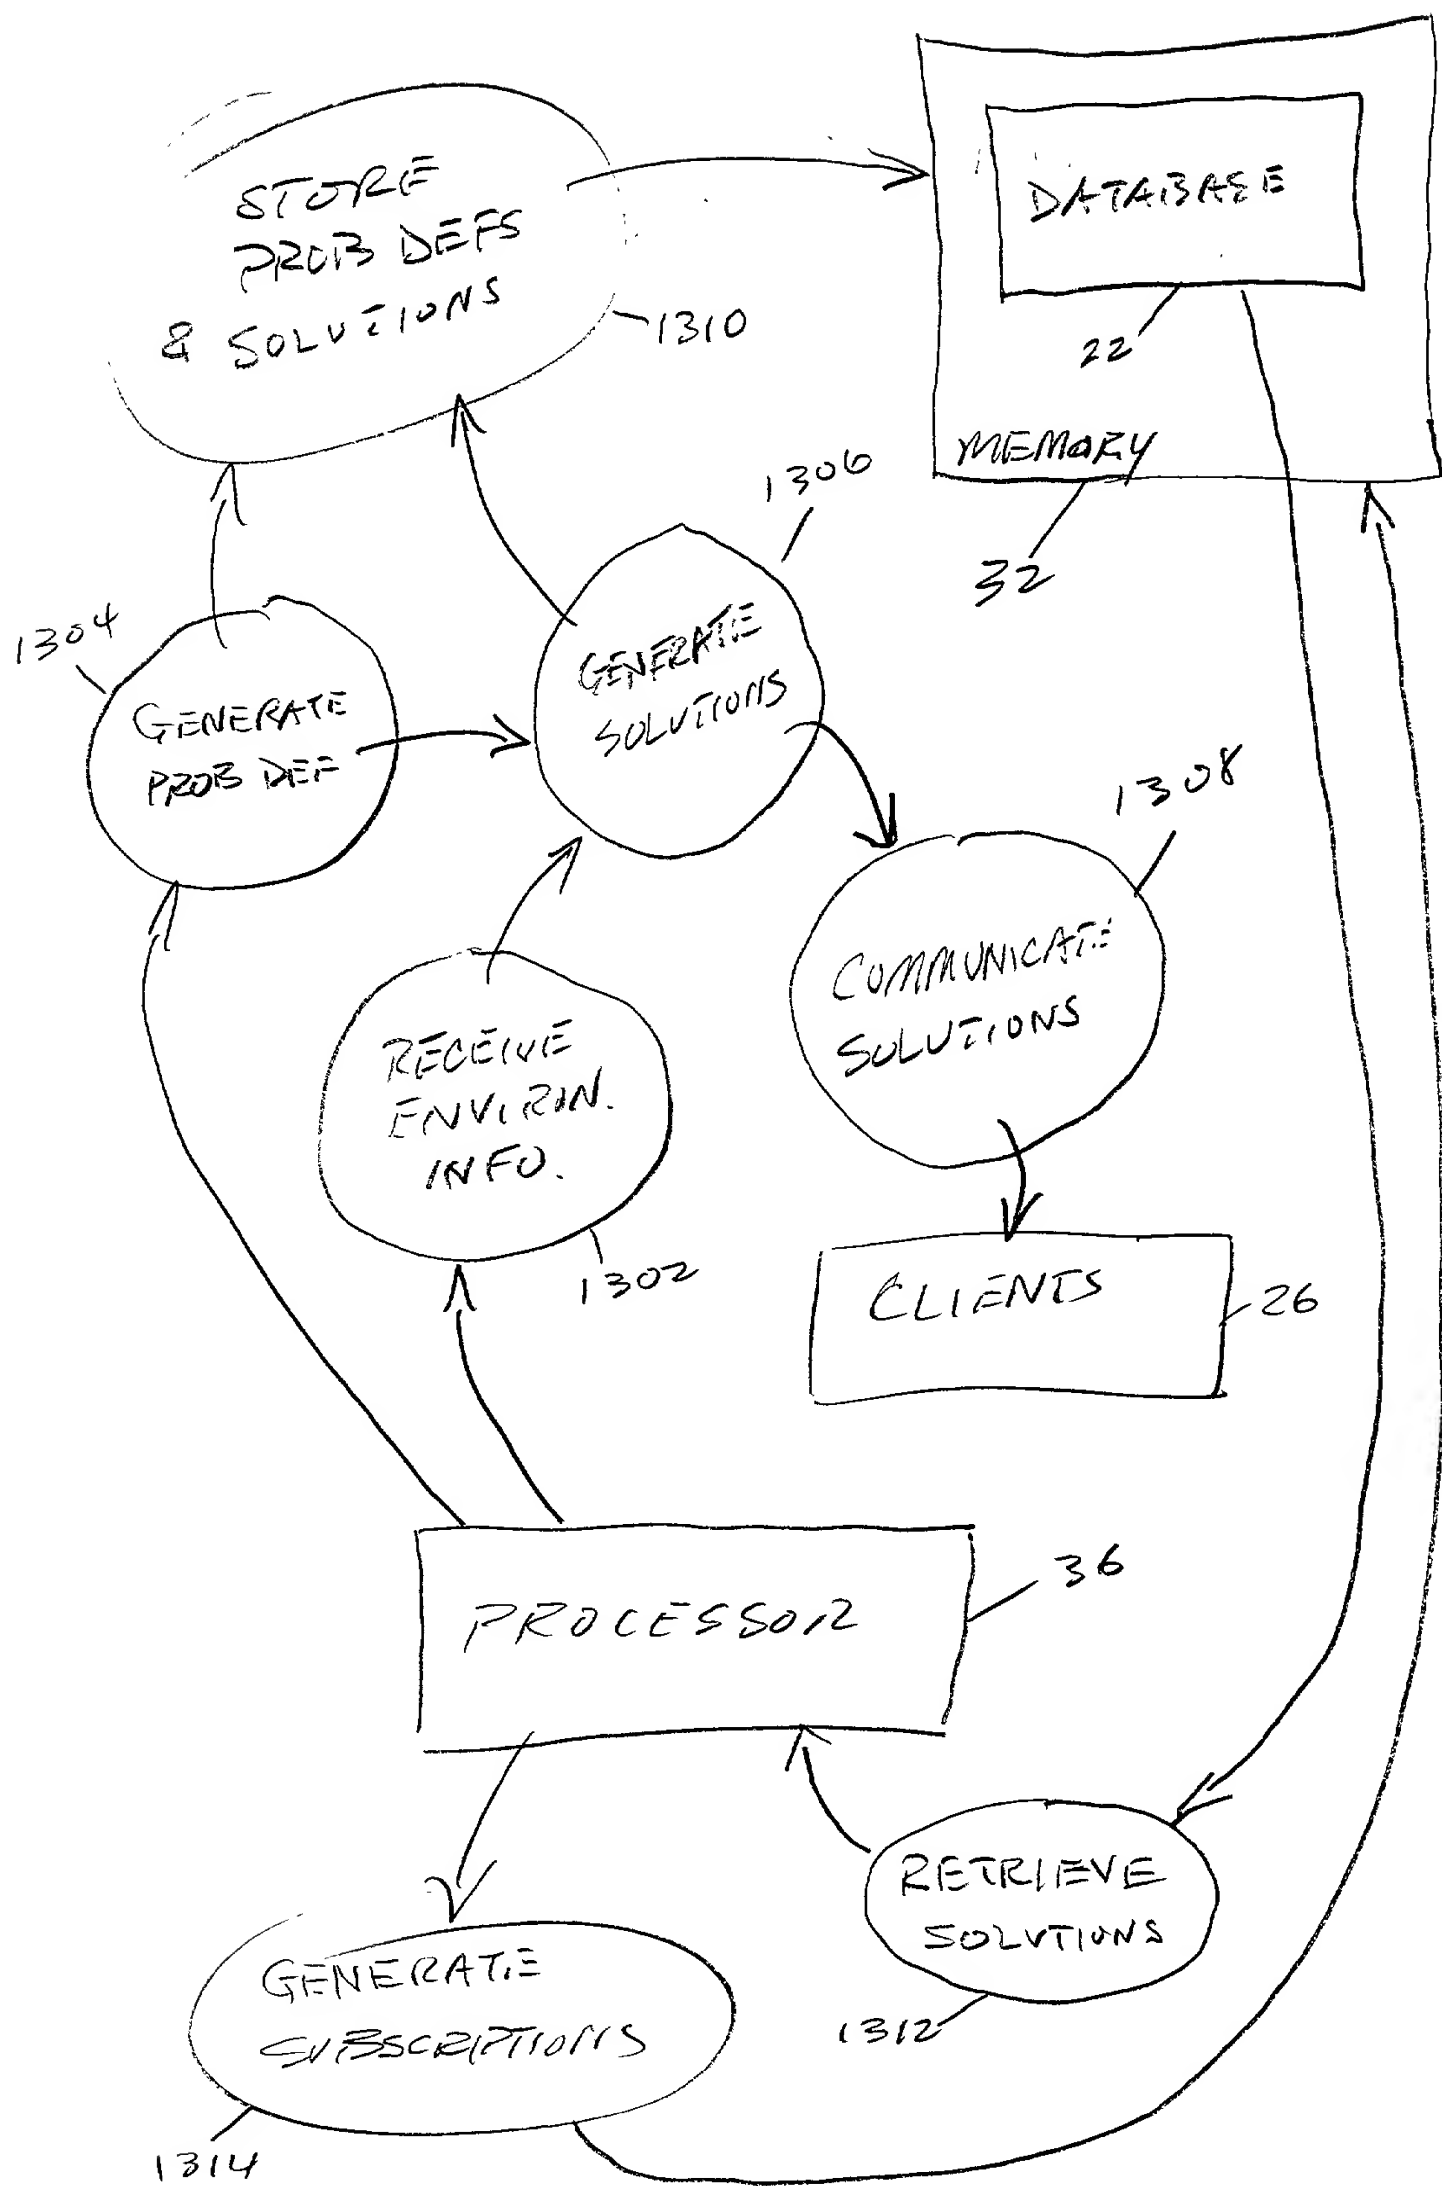 STORE
PROB DEFS
& SOLUTIONS
1310
DATABASE
22
MEMORY
32
1306
1304
GENERATE
PROB DEF
GENERATE
SOLUTIONS
1308
COMMUNICATE
SOLUTIONS
RECEIVE
ENVIRON.
INFO.
1302
CLIENTS
26
PROCESSOR
36
RETRIEVE
SOLUTIONS
1312
GENERATE
SUBSCRIPTIONS
1314